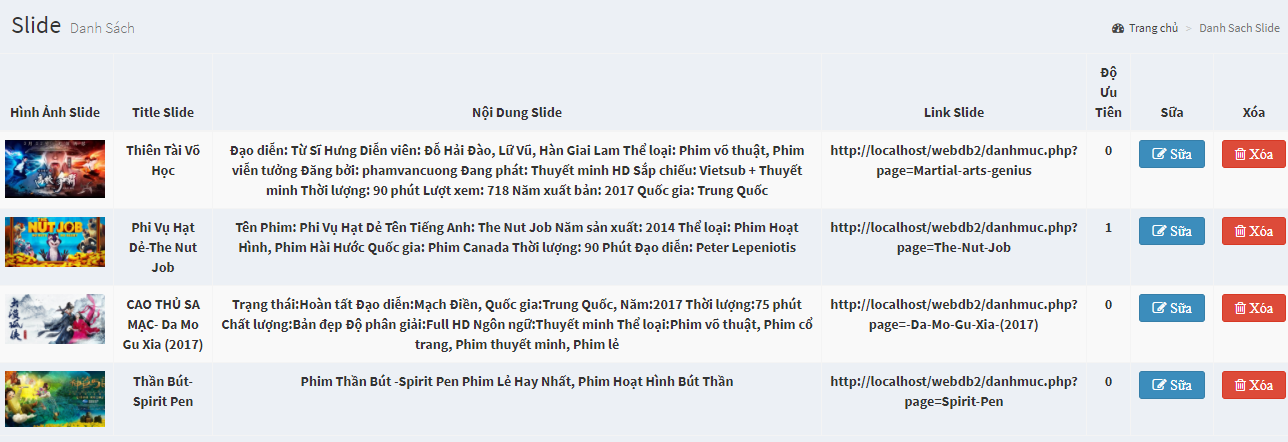 Slide Danh Sách
Trang chủ > Danh Sach Slide
Hình Ảnh Slide
Title Slide
Nội Dung Slide
Link Slide
Độ
Ưu
Tiên
Sửa
Xóa
Thiên Tài Võ
Học
Đạo diễn: Từ Sĩ Hưng Diễn viên: Đỗ Hải Đào, Lữ Vũ, Hàn Giai Lam Thể loại: Phim võ thuật, Phim
viễn tưởng Đăng bởi: phamvancuong Đang phát: Thuyết minh HD Sắp chiếu: Vietsub + Thuyết
minh Thời lượng: 90 phút Lượt xem: 718 Năm xuất bản: 2017 Quốc gia: Trung Quốc
http://localhost/webdb2/danhmuc.php?
page=Martial-arts-genius
0
Sửa
Xóa
NUT JOB
Phi Vụ Hạt
Dẻ-The Nut
Job
Tên Phim: Phi Vụ Hạt Dẻ Tên Tiếng Anh: The Nut Job Năm sản xuất: 2014 Thể loại: Phim Hoạt
Hình, Phim Hài Hước Quốc gia: Phim Canada Thời lượng: 90 Phút Đạo diễn: Peter Lepeniotis
http://localhost/webdb2/danhmuc.php?
page=The-Nut-Job
1
Sửa
Xóa
CAO THỦ SA
MẠC- Da Mo
Gu Xia (2017)
Trạng thái:Hoàn tất Đạo diễn:Mạch Điền, Quốc gia:Trung Quốc, Năm:2017 Thời lượng:75 phút
Chất lượng:Bản đẹp Độ phân giải:Full HD Ngôn ngữ:Thuyết minh Thể loại:Phim võ thuật, Phim cổ
trang, Phim thuyết minh, Phim lẻ
http://localhost/webdb2/danhmuc.php?
page=-Da-Mo-Gu-Xia-(2017)
0
Sửa
Xóa
Thần Bút-
Spirit Pen
Phim Thần Bút -Spirit Pen Phim Lẻ Hay Nhất, Phim Hoạt Hình Bút Thần
http://localhost/webdb2/danhmuc.php?
page=Spirit-Pen
0
Sửa
Xóa